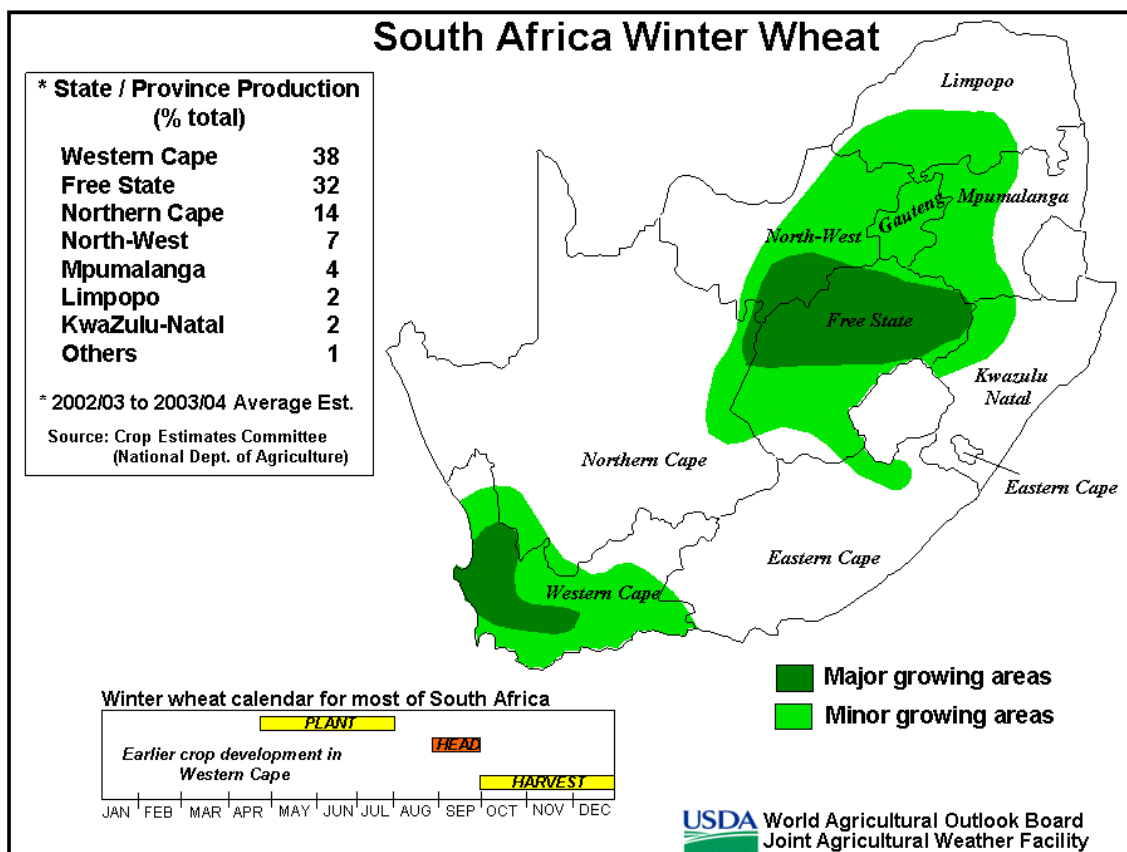 South Africa Winter Wheat
* State / Province Production
(% total)
Western Cape 38
Free State 32
Northern Cape 14
North-West 7
Mpumalanga 4
Limpopo 2
KwaZulu-Natal 2
Others 1
* 2002/03 to 2003/04 Average Est.
Source: Crop Estimates Committee
(National Dept. of Agriculture)
Limpopo
Mpumalanga
Gauteng
North-West
Free State
Kwazulu
Natal
Northern Cape
Eastern Cape
Eastern Cape
Western Cape
Major growing areas
Minor growing areas
Winter wheat calendar for most of South Africa
PLANT
HEAD
Earlier crop development in
Western Cape
HARVEST
JAN FEB MAR APR MAY JUN JUL AUG SEP OCT NOV DEC
USDA World Agricultural Outlook Board
Joint Agricultural Weather Facility